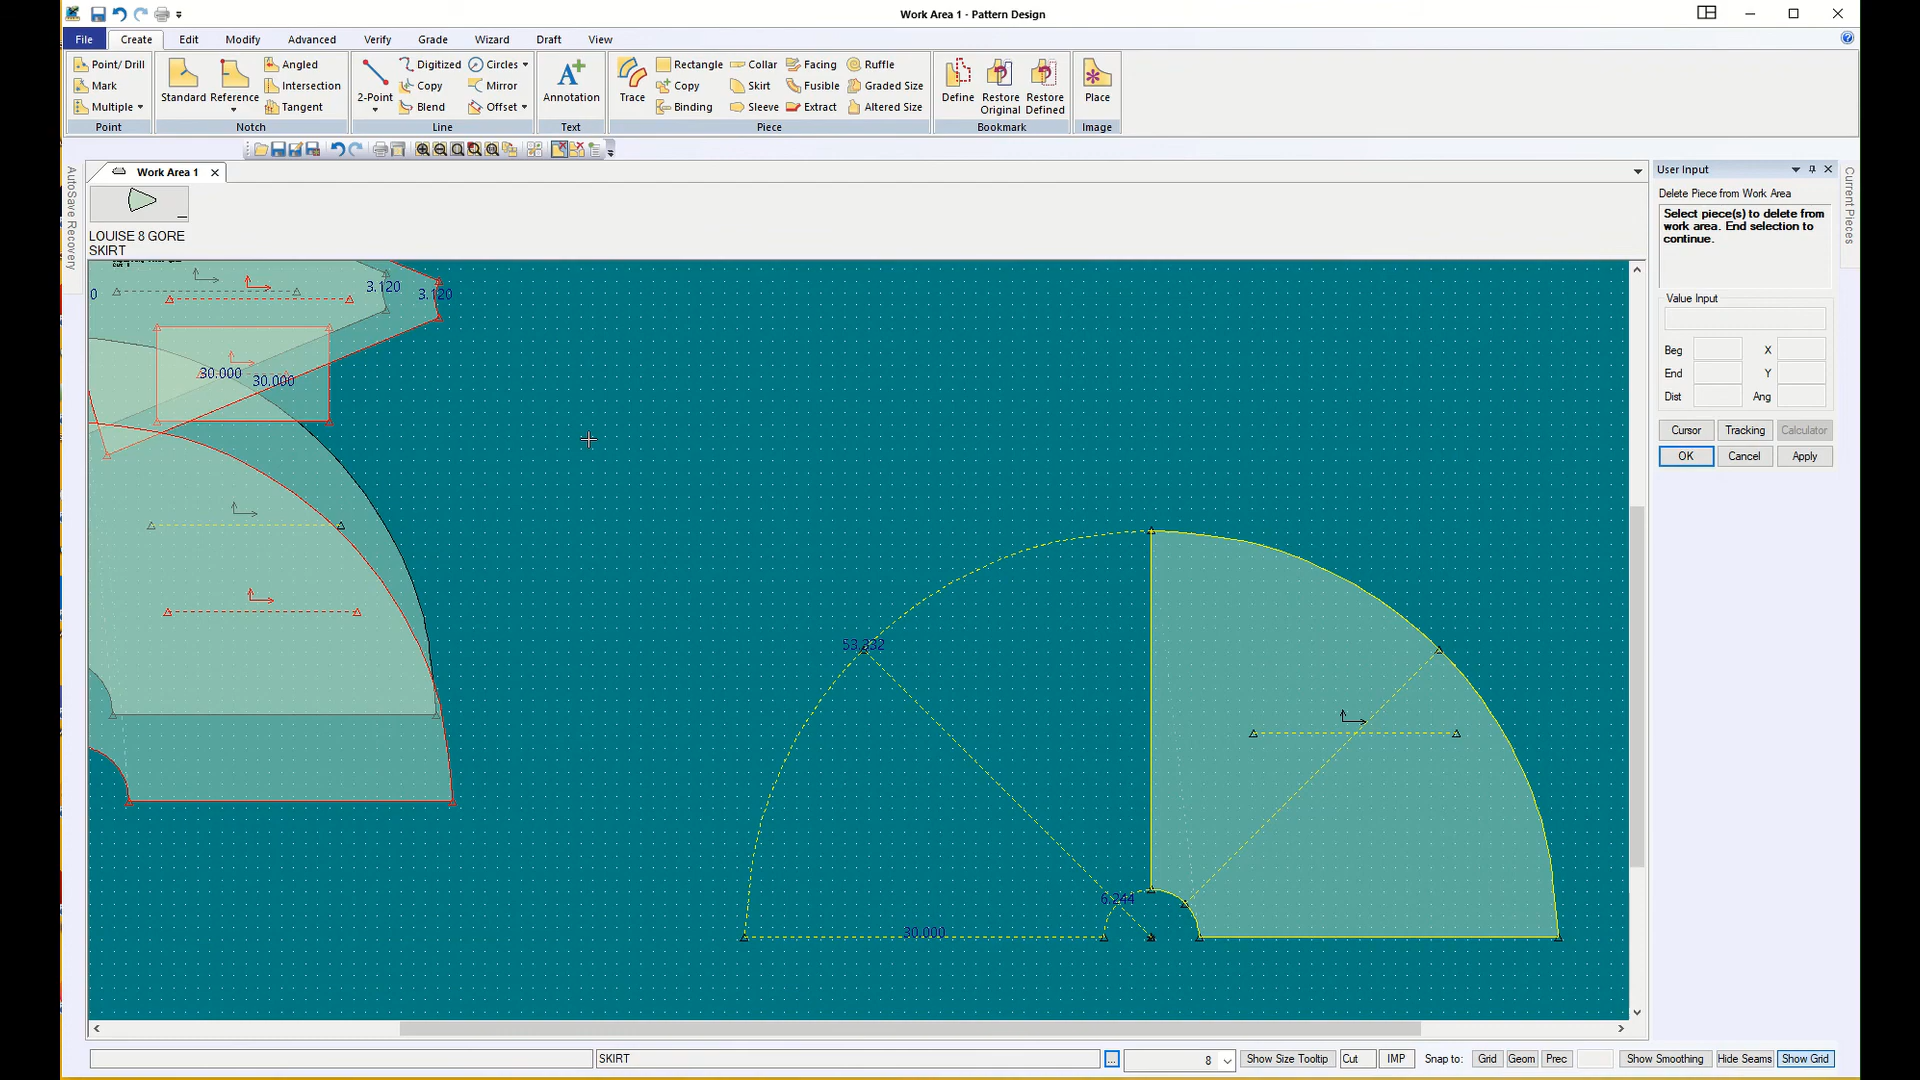 Work Area 1 - Pattern Design
File Create Edit Modify Advanced Verify Grade Wizard Draft View
Point/ Drill
Mark
Multiple
Point
Standard
Reference
Angled
Intersection
Tangent
Notch
2-Point
Digitized
Copy
Blend
Circles
Mirror
Offset
Line
Annotation
Text
Trace
Rectangle
Copy
Binding
Collar
Skirt
Sleeve
Facing
Fusible
Extract
Ruffle
Graded Size
Altered Size
Piece
Define
Restore
Original
Restore
Defined
Bookmark
Place
Image
AutoSave Recovery
Work Area 1
LOUISE 8 GORE
SKIRT
0
3.120
3.120
30.000
30.000
53.332
6.244
30.000
User Input
Delete Piece from Work Area
Select piece(s) to delete from
work area. End selection to
continue.
Value Input
Beg X
End Y
Dist Ang
Cursor Tracking Calculator
OK Cancel Apply
Current Pieces
SKIRT
...
8
Show Size Tooltip
Cut
IMP
Snap to:
Grid
Geom
Prec
Show Smoothing
Hide Seams
Show Grid